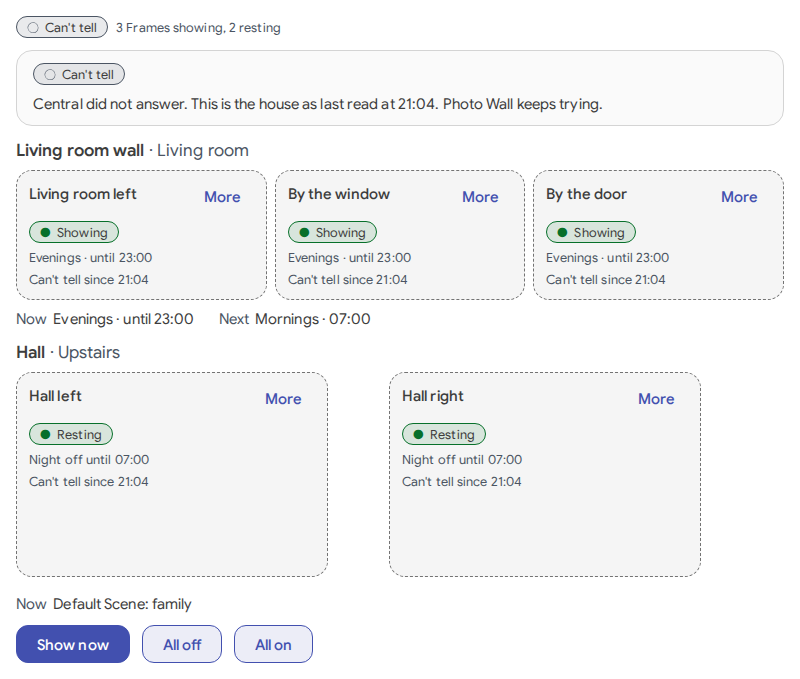 Can't tell 3 Frames showing, 2 resting
Can't tell
Central did not answer. This is the house as last read at 21:04. Photo Wall keeps trying.
Living room wall · Living room
Living room left More
Showing
Evenings · until 23:00
Can't tell since 21:04
By the window More
Showing
Evenings · until 23:00
Can't tell since 21:04
By the door More
Showing
Evenings · until 23:00
Can't tell since 21:04
Now Evenings · until 23:00 Next Mornings · 07:00
Hall · Upstairs
Hall left More
Resting
Night off until 07:00
Can't tell since 21:04
Hall right More
Resting
Night off until 07:00
Can't tell since 21:04
Now Default Scene: family
Show now All off All on